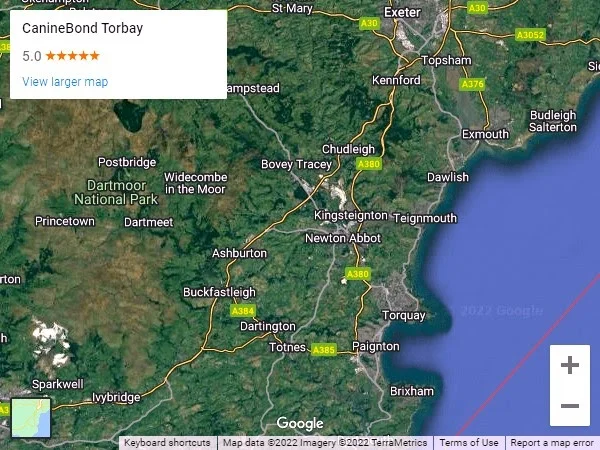 Okehampton
St-Mary
A30
Exeter
A30
A3052
CanineBond Torbay
5.0
View larger map
Topsham
Kennford
A376
mpstead
Budleigh
Salterton
Exmouth
Chudleigh
Postbridge
Bovey Tracey
A380
Widecombe
in the Moor
Dawlish
Dartmoor
National Park
Princetown
Dartmeet
Kingsteignton
Teignmouth
Newton Abbot
Ashburton
A380
Buckfastleigh
A384
© 2022 Google
Torquay
Dartington
Totnes
A385
Paignton
Sparkwell
Ivybridge
Brixham
Google
Keyboard shortcuts
Map data ©2022 Imagery ©2022 TerraMetrics
Terms of Use
Report a map error